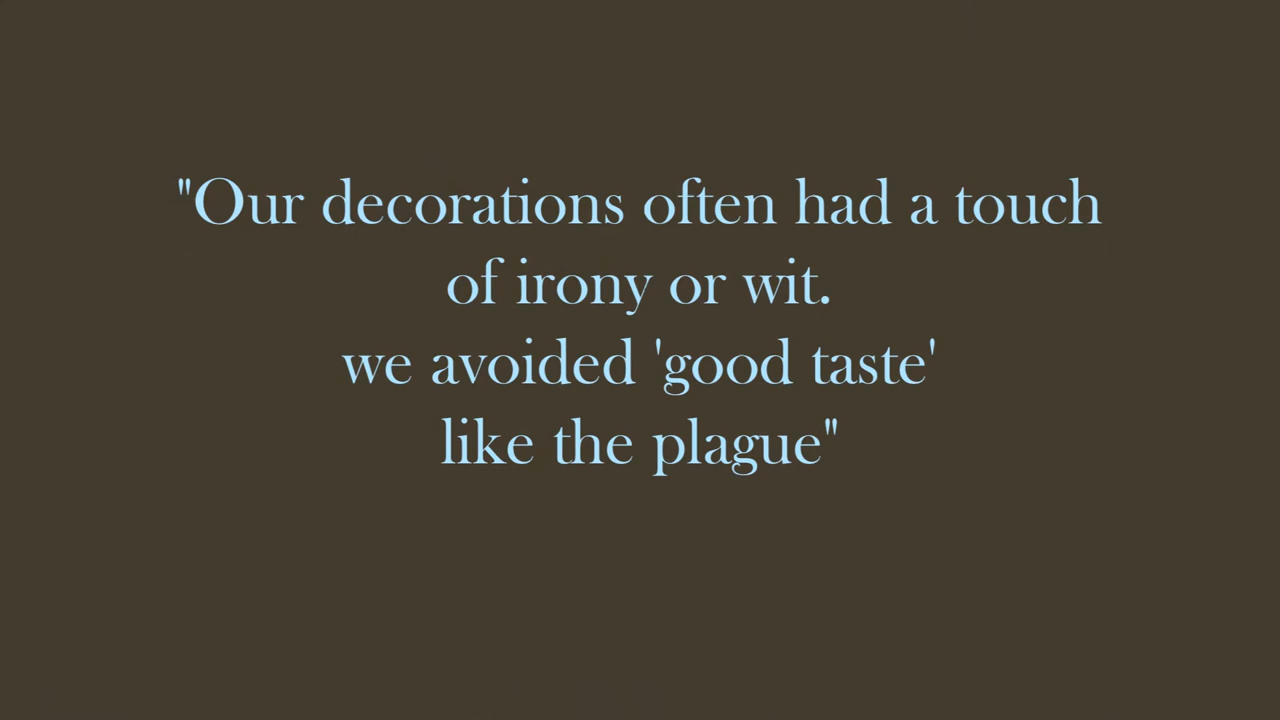 "Our decorations often had a touch
of irony or wit.
we avoided 'good taste'
like the plague"